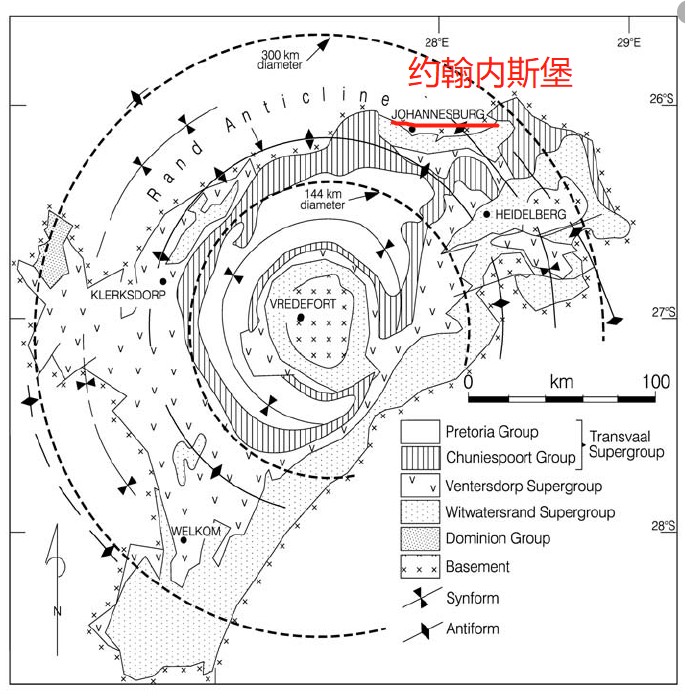 300 km
diameter
28°E
29°E
约翰内斯堡
Rand Anticline
JOHANNESBURG
26°S
144 km
diameter
HEIDELBERG
KLERKSDORP
VREDEFORT
27°S
0 km 100
Pretoria Group
Transvaal
Supergroup
Chuniespoort Group
Ventersdorp Supergroup
Witwatersrand Supergroup
WELKOM
28°S
Dominion Group
Basement
Synform
Antiform
N